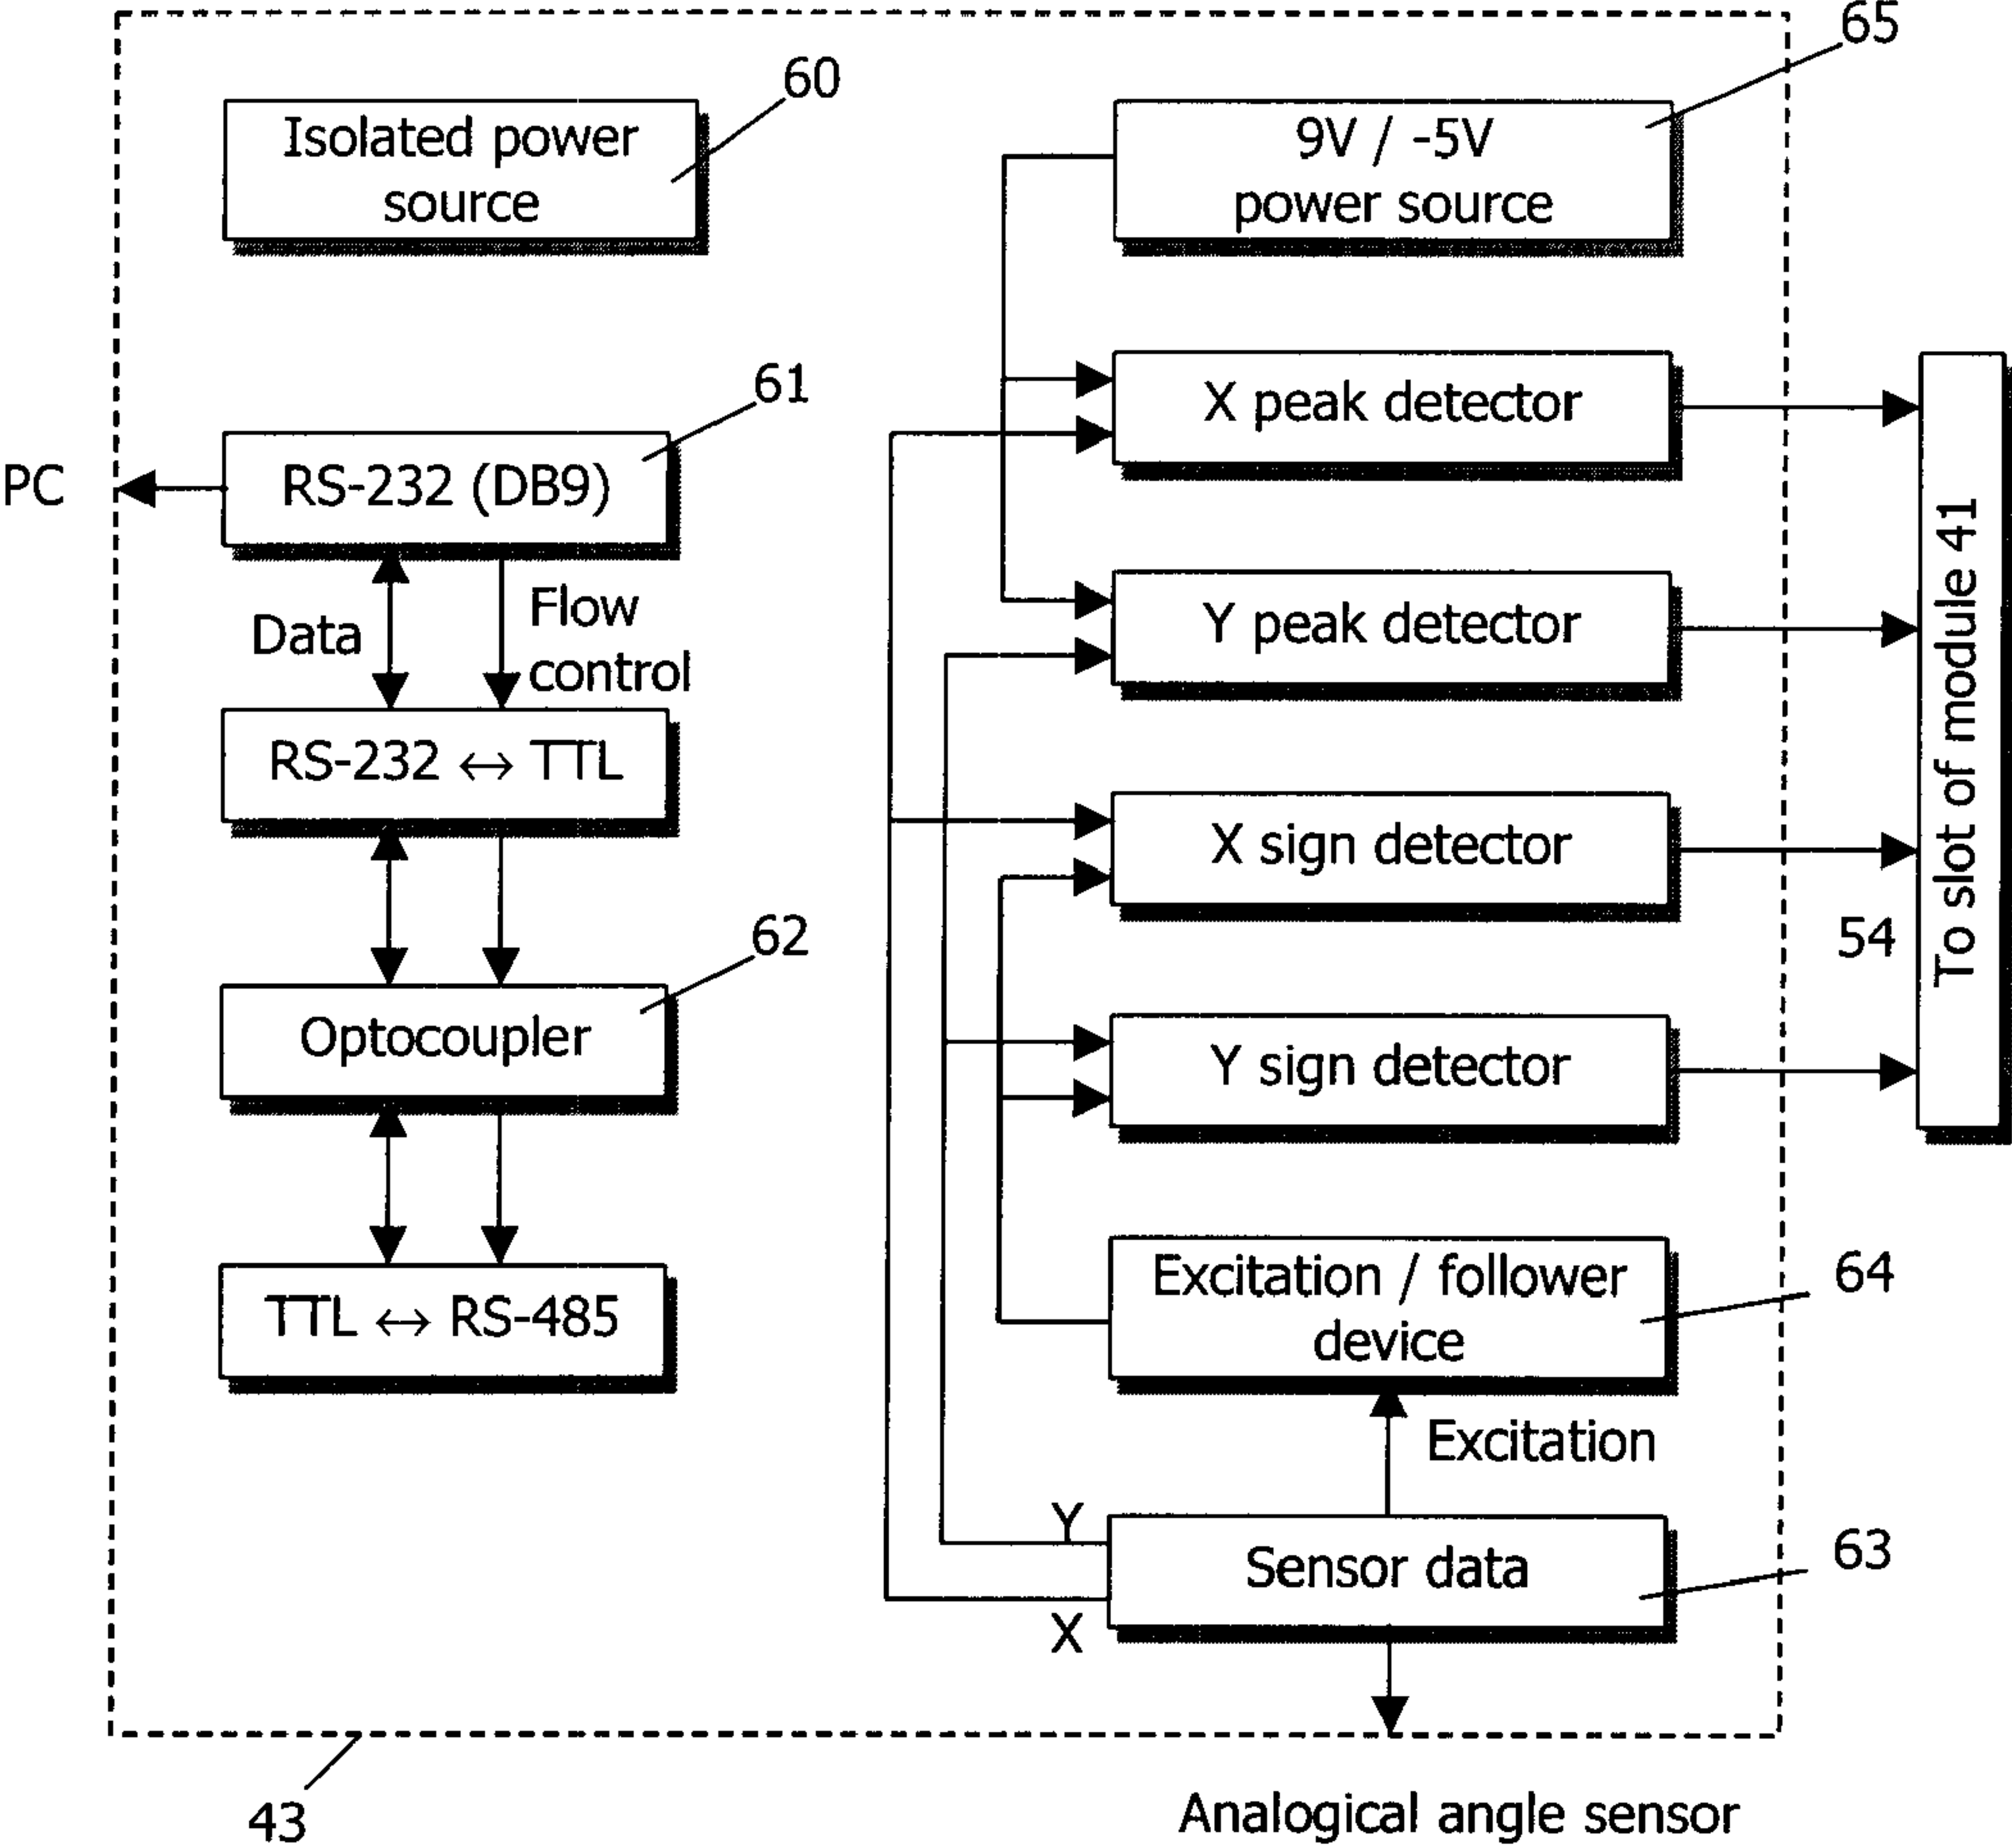 65
60
Isolated power
source
9V / -5V
power source
61
X peak detector
PC
RS-232 (DB9)
Data
Flow
control
Y peak detector
To slot of module 41
RS-232 ↔ TTL
X sign detector
62
54
Optocoupler
Y sign detector
TTL ↔ RS-485
Excitation / follower
device
64
Excitation
Y
Sensor data
63
X
43
Analogical angle sensor